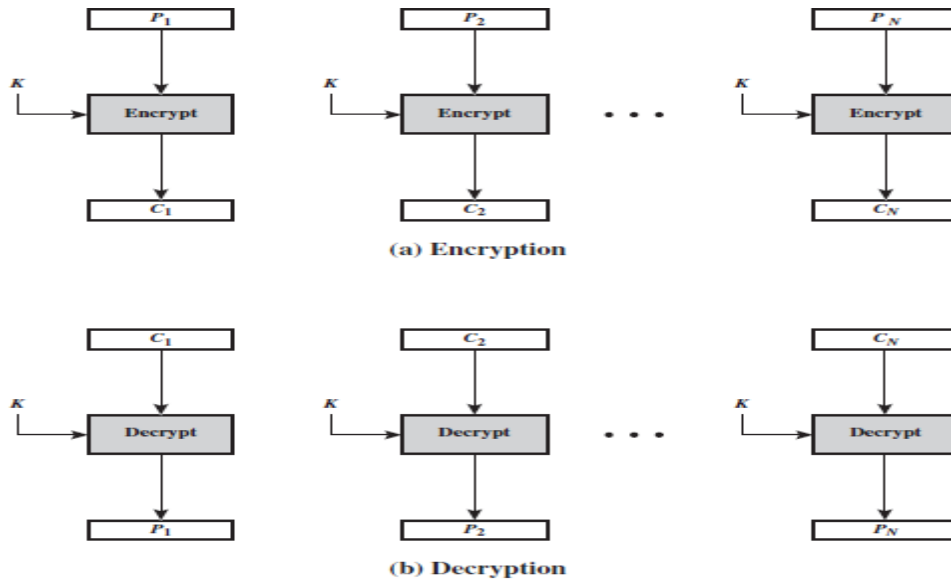 P1 P2 PN
K K K
Encrypt Encrypt • • • Encrypt
C1 C2 CN
(a) Encryption
C1 C2 CN
K K K
Decrypt Decrypt • • • Decrypt
P1 P2 PN
(b) Decryption